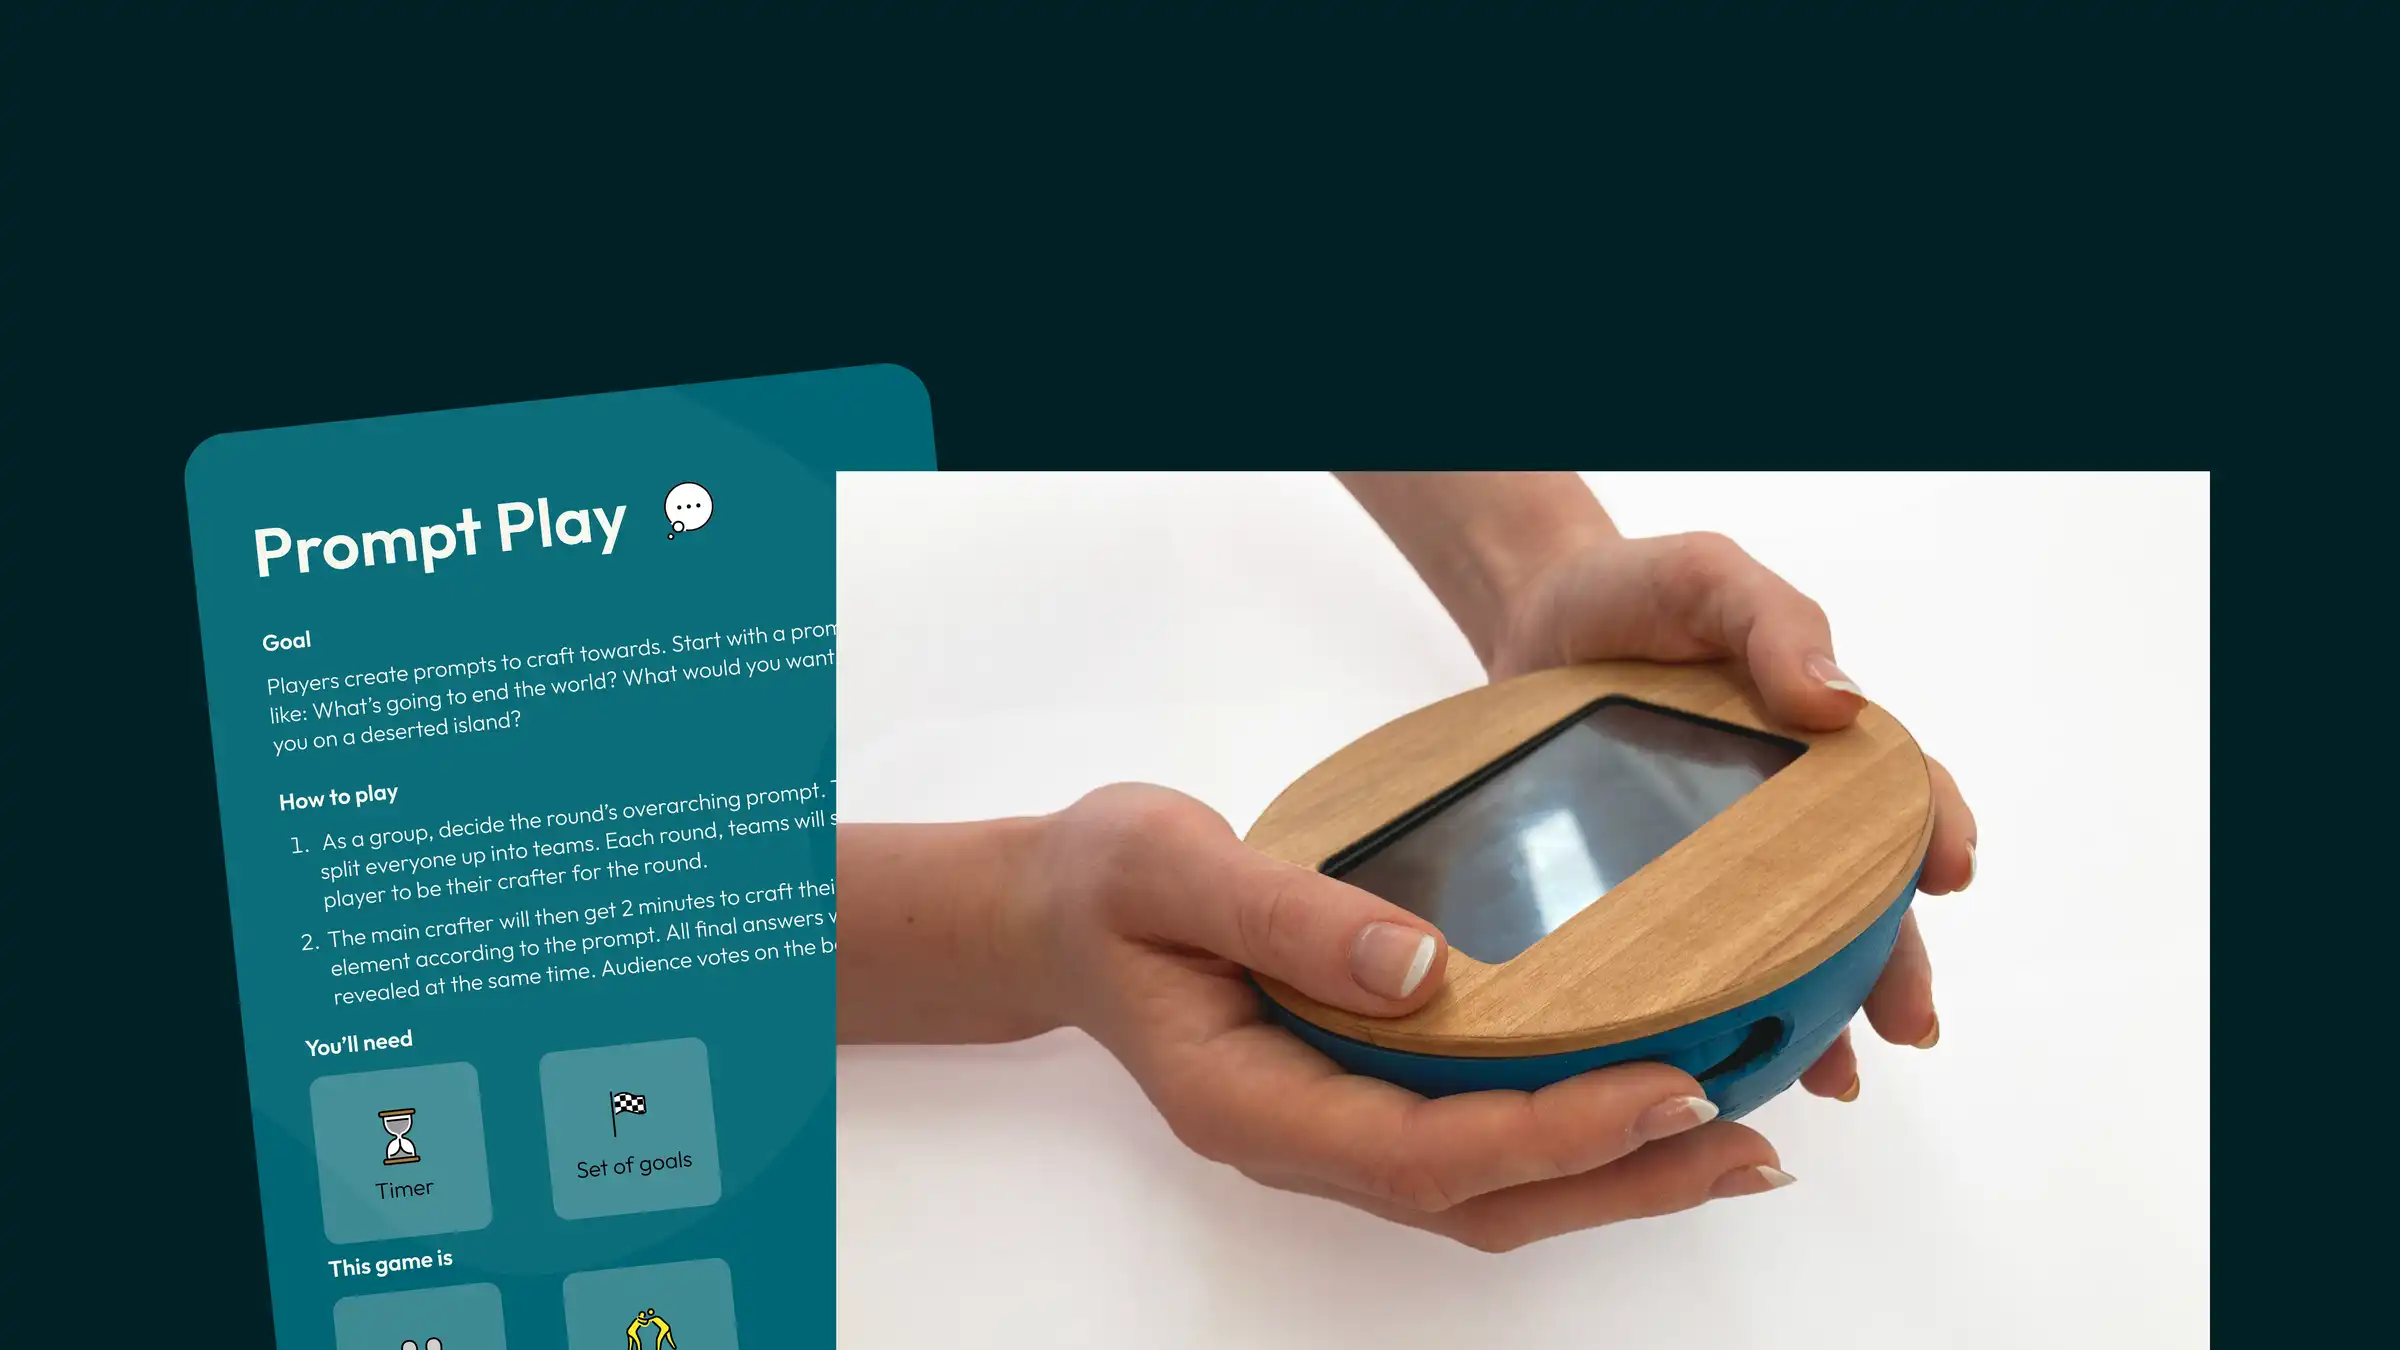 Prompt Play
Goal
Players create prompts to craft towards. Start with a
like: What's going to end the world? What would you want
you on a deserted island?
How to play
1. As a group, decide the round's overarching prompt.
split everyone up into teams. Each round, teams will
player to be their crafter for the round.
2. The main crafter will then get 2 minutes to craft
element according to the prompt. All final answers
revealed at the same time. Audience votes on the
You'll need
Timer
Set of goals
This game is